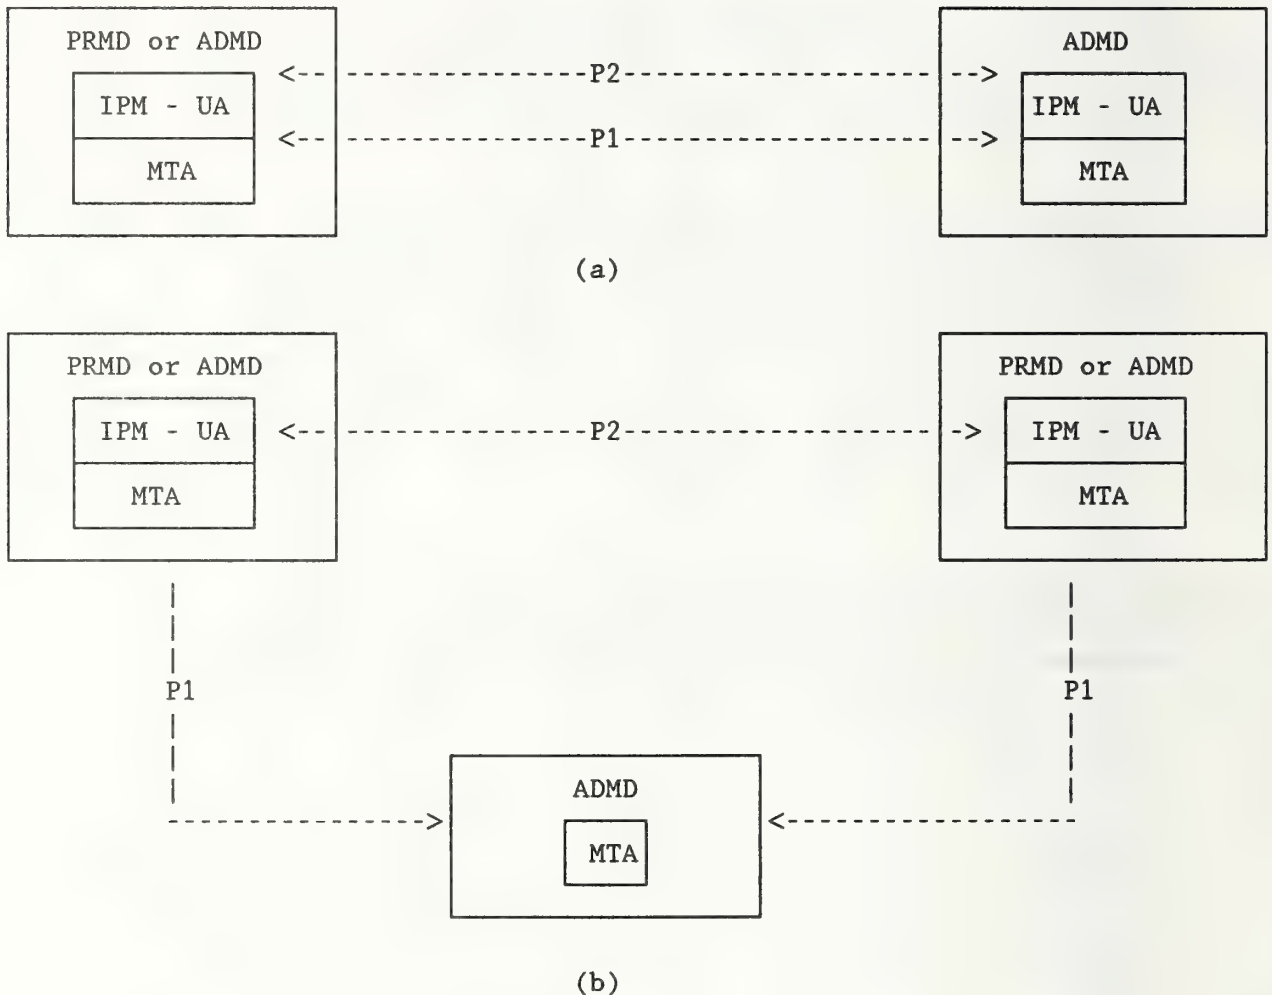 PRMD or ADMD
ADMD
P2
IPM - UA
IPM - UA
P1
MTA
MTA
(a)
PRMD or ADMD
PRMD or ADMD
IPM - UA
P2
IPM - UA
MTA
MTA
P1
P1
ADMD
MTA
(b)